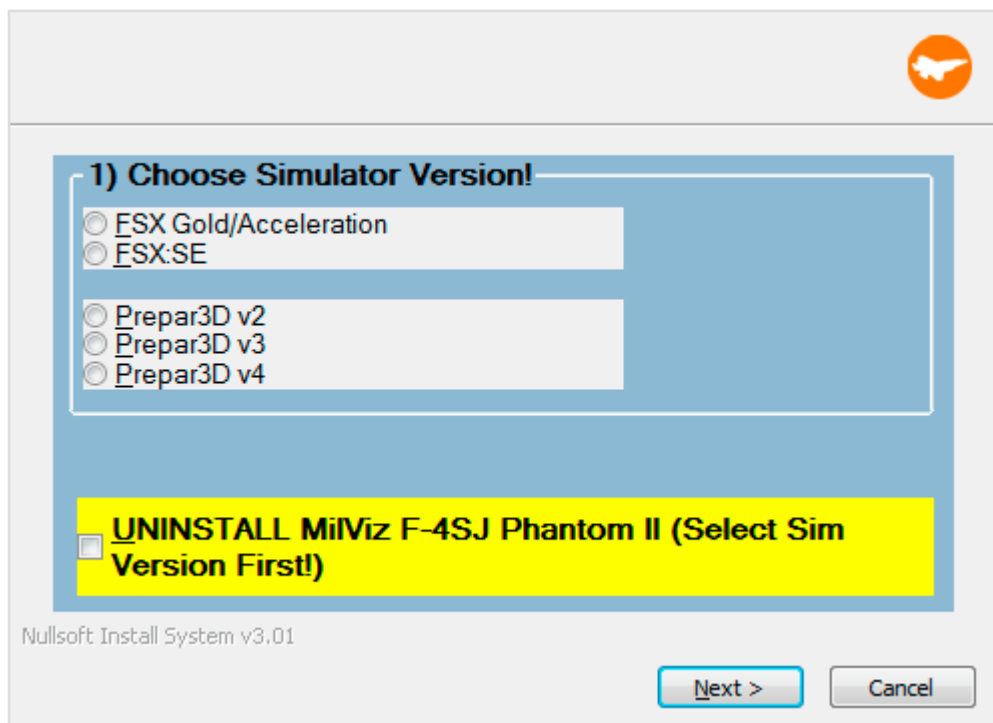 1) Choose Simulator Version!
FSX Gold/Acceleration
FSX:SE
Prepar3D v2
Prepar3D v3
Prepar3D v4
UNINSTALL MilViz F-4SJ Phantom II (Select Sim
Version First!)
Nullsoft Install System v3.01
Next >
Cancel